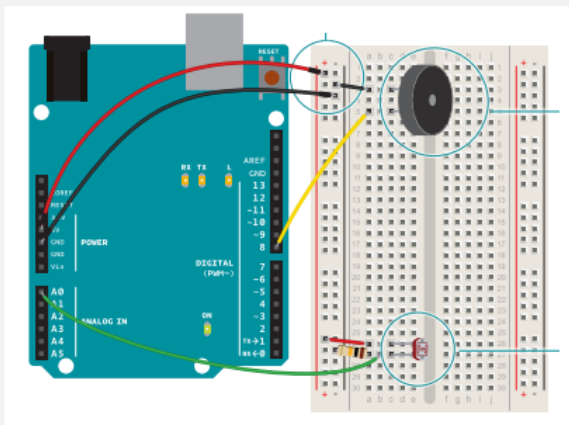 RESET
+ -
a b c d e
f g h i j
+ -
AREF
GND
RX TX L
13
12
~11
~10
~9
8
IOREF
RESET
3.3V
5V
GND
GND
Vin
POWER
DIGITAL
(PWM~)
7
~6
~5
4
~3
2
TX→1
RX←0
A0
A1
A2
A3
A4
A5
ANALOG IN
ON
+ -
a b c d e
f g h i j
+ -